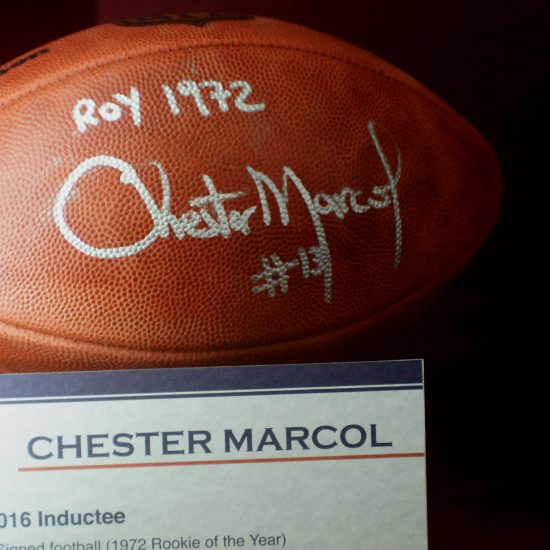 ROY 1972
Chester Marcol
#13
CHESTER MARCOL
016 Inductee
Signed football (1972 Rookie of the Year)